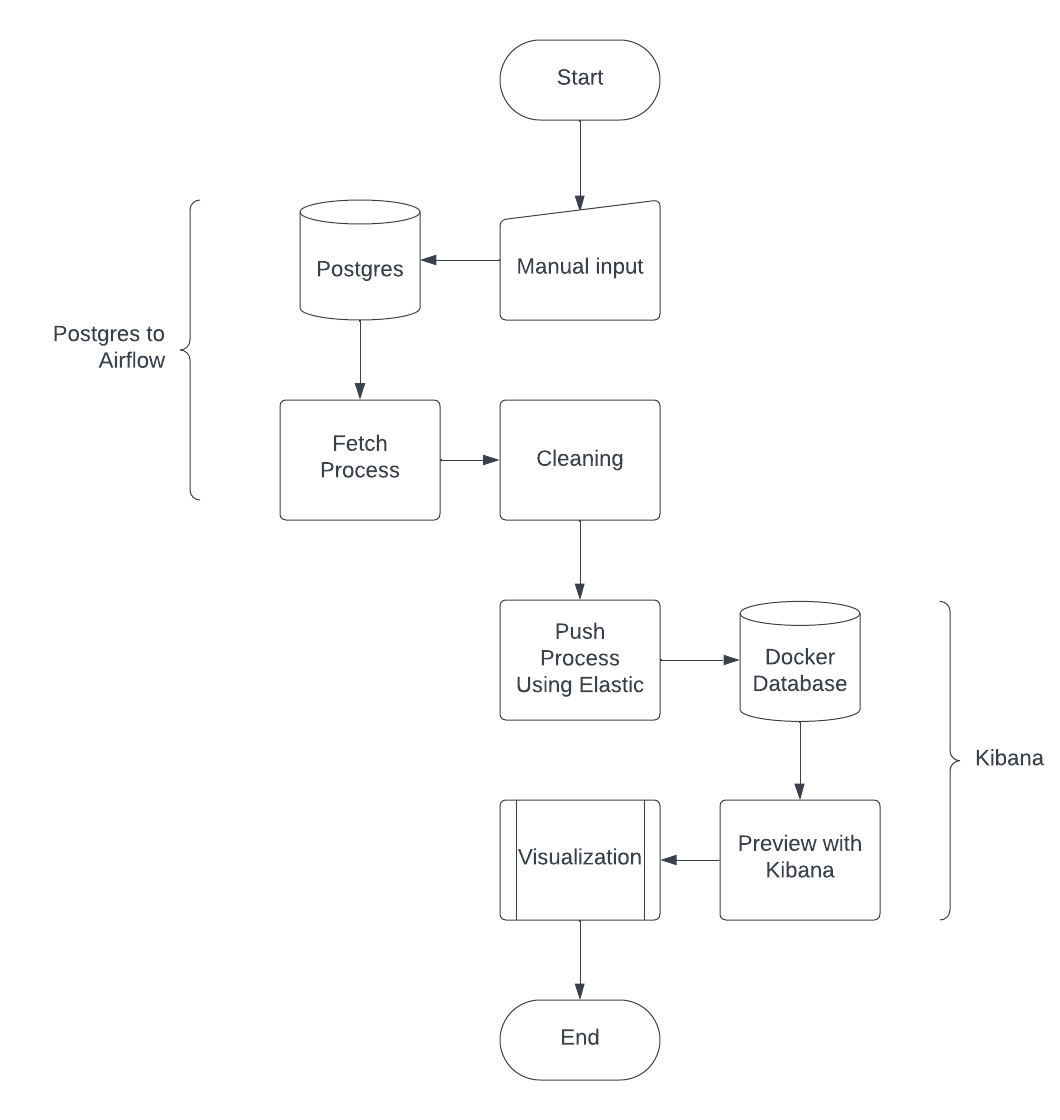 Start
Postgres
Manual input
Postgres to
Airflow
Fetch
Process
Cleaning
Push
Process
Using Elastic
Docker
Database
Kibana
Visualization
Preview with
Kibana
End